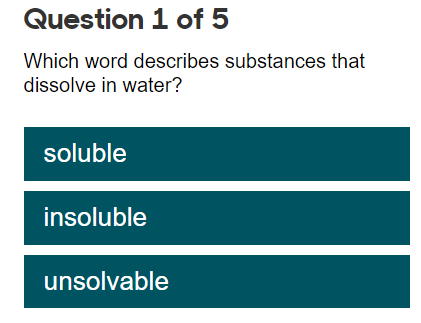 Question 1 of 5
Which word describes substances that
dissolve in water?
soluble
insoluble
unsolvable